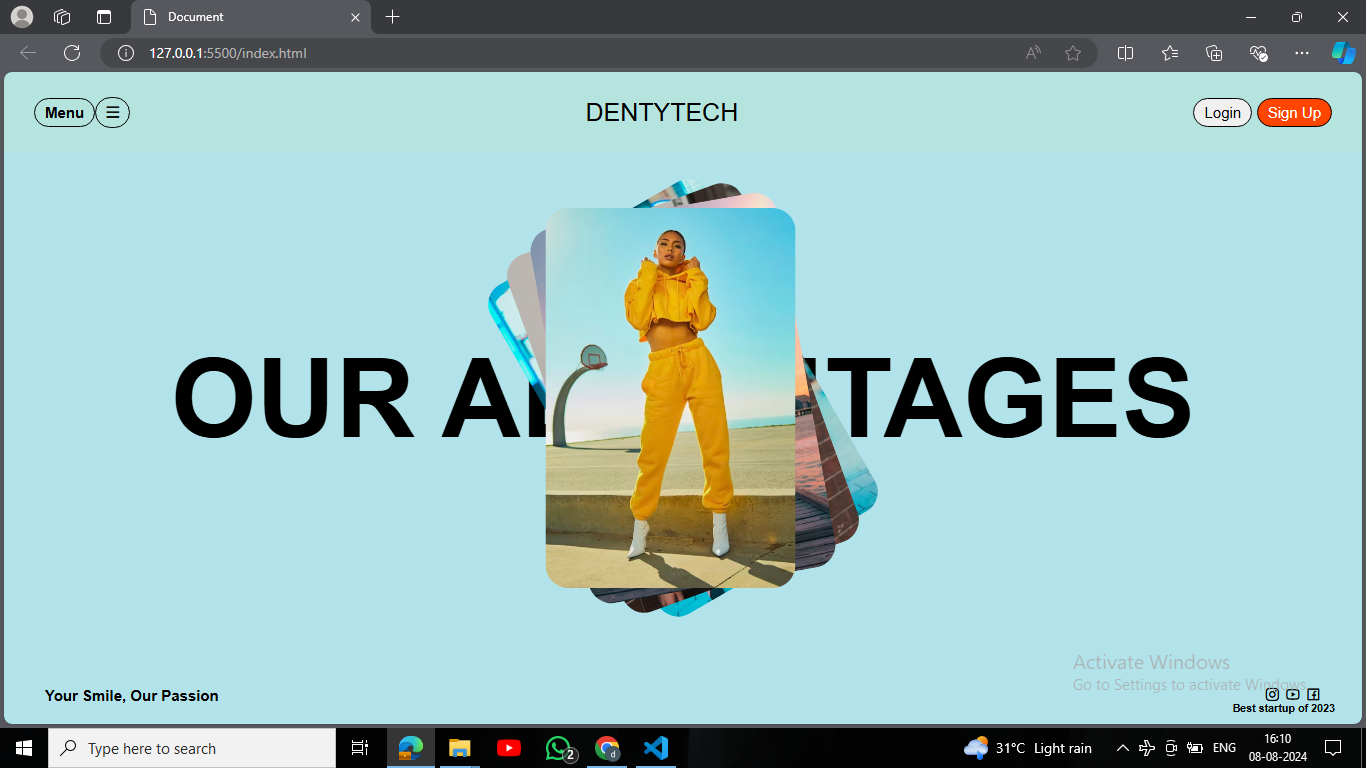 Document
127.0.0.1:5500/index.html
Menu
DENTYTECH
Login
Sign Up
OUR A TAGES
Activate Windows
Go to Settings to activate Windows.
Your Smile, Our Passion
Best startup of 2023
Type here to search
2
d
31°C Light rain
ENG
16:10
08-08-2024